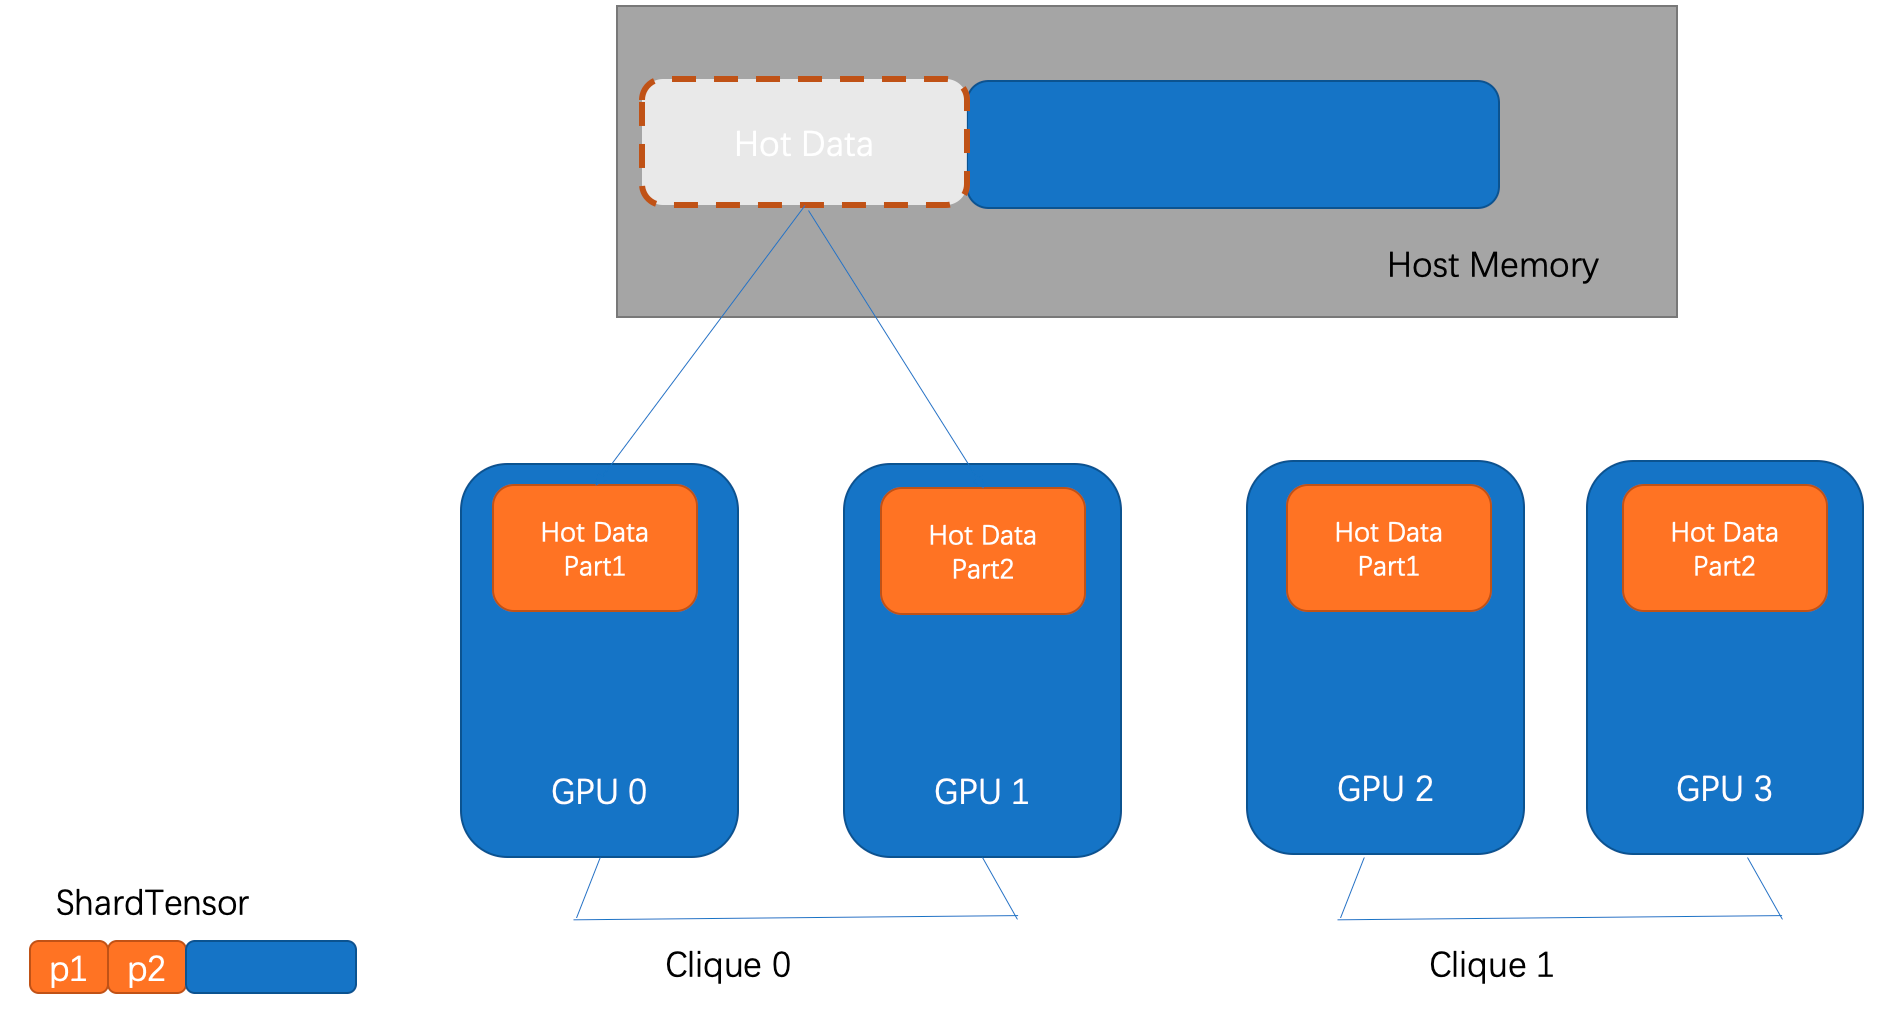 Hot Data
Host Memory
Hot Data
Part1
Hot Data
Part2
Hot Data
Part1
Hot Data
Part2
GPU 0
GPU 1
GPU 2
GPU 3
ShardTensor
p1
p2
Clique 0
Clique 1